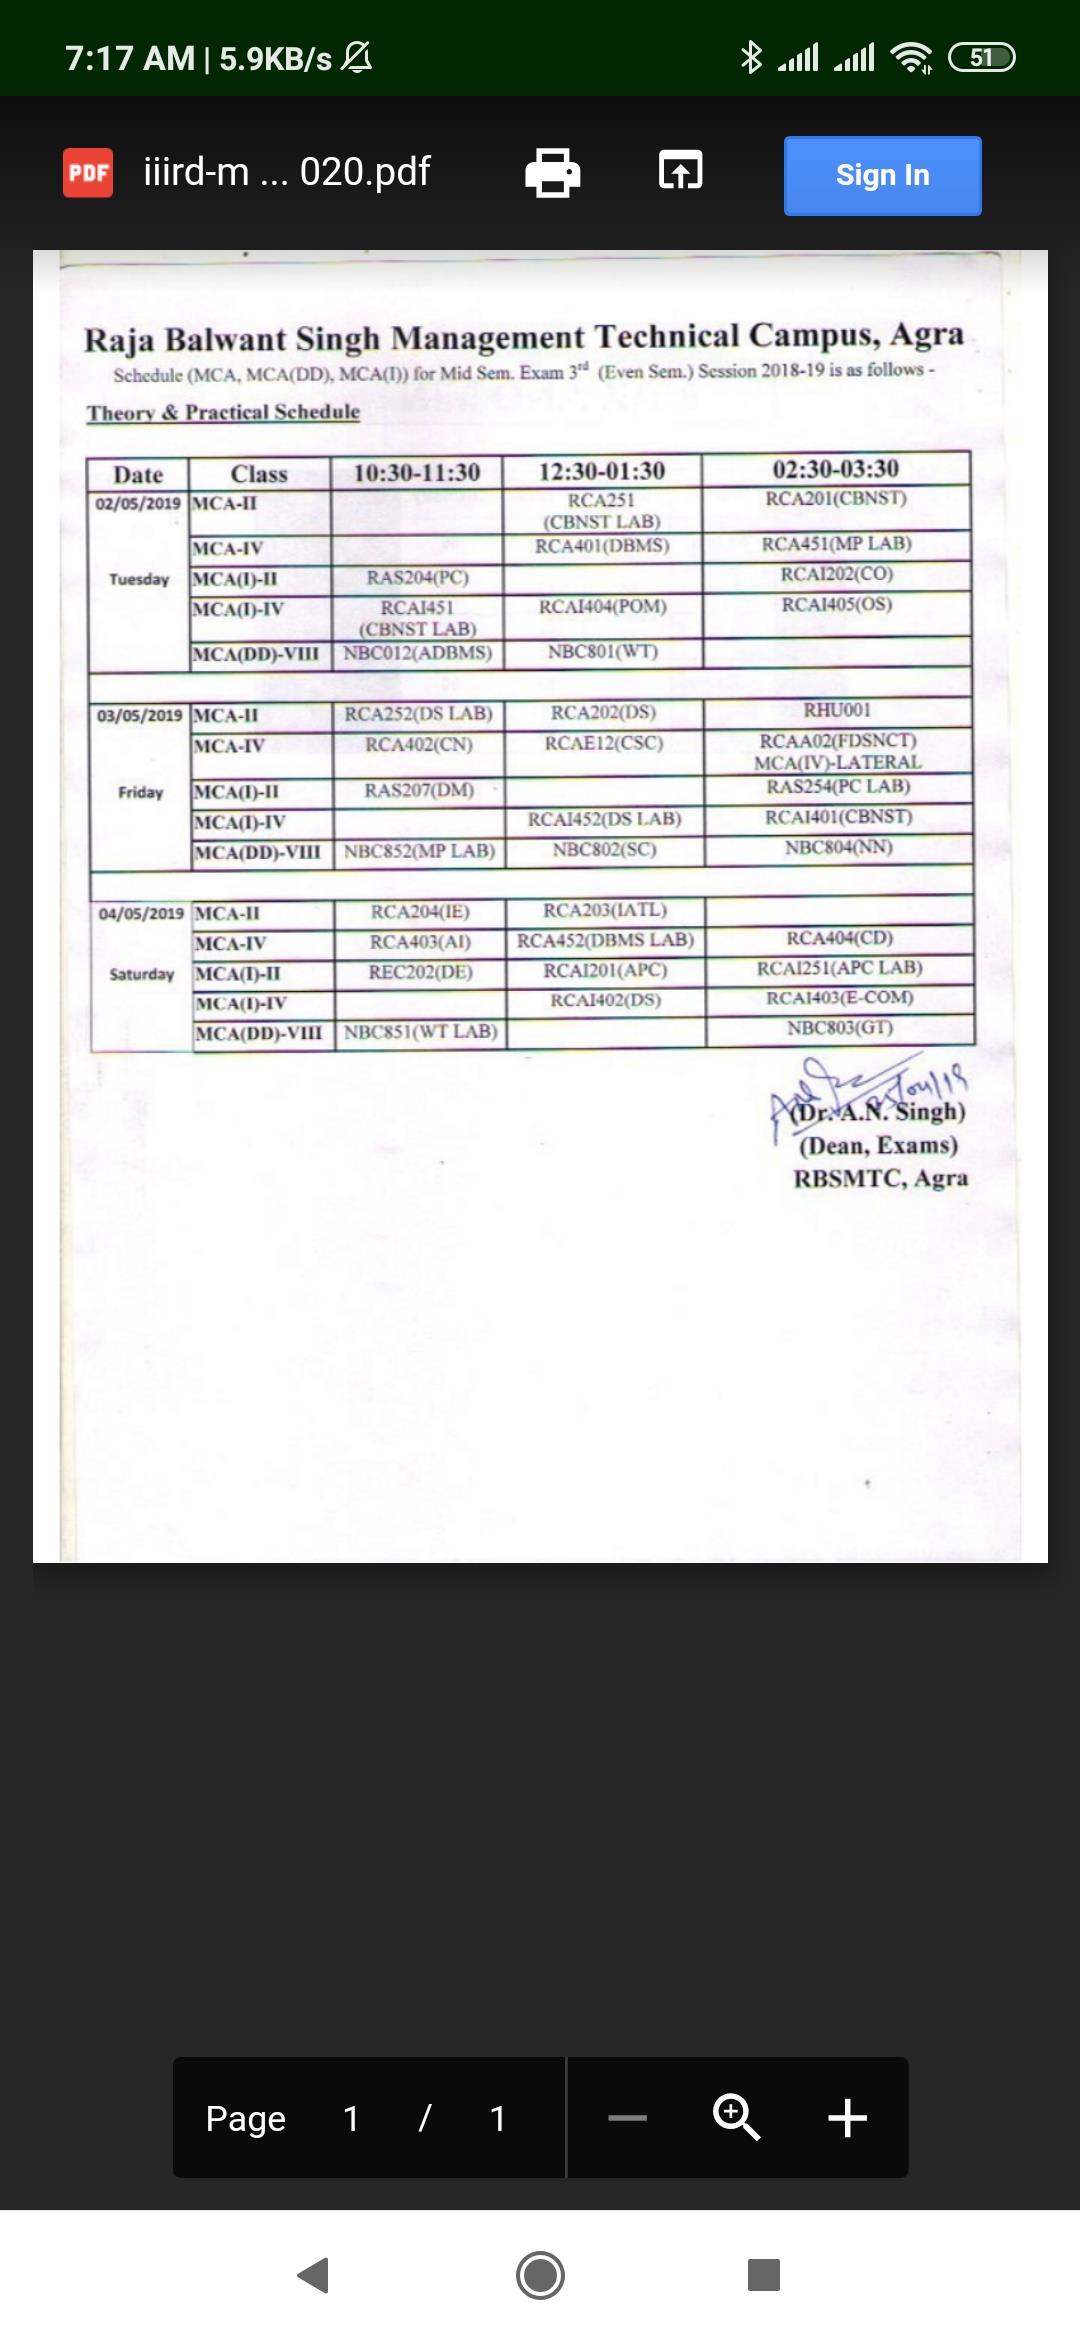 7:17 AM | 5.9KB/s
51
PDF iiird-m ... 020.pdf
Sign In
Raja Balwant Singh Management Technical Campus, Agra
Schedule (MCA, MCA(DD), MCA(I)) for Mid Sem. Exam 3rd (Even Sem.) Session 2018-19 is as follows -
Theory & Practical Schedule
Date Class 10:30-11:30 12:30-01:30 02:30-03:30
02/05/2019 MCA-II RCA251 RCA201(CBNST)
(CBNST LAB)
MCA-IV RCA401(DBMS) RCA451(MP LAB)
Tuesday MCA(I)-II RAS204(PC) RCAI202(CO)
MCA(I)-IV RCAI451 RCAI404(POM) RCAI405(OS)
(CBNST LAB)
MCA(DD)-VIII NBC012(ADBMS) NBC801(WT)
03/05/2019 MCA-II RCA252(DS LAB) RCA202(DS) RHU001
MCA-IV RCA402(CN) RCAE12(CSC) RCAA02(FDSNCT)
MCA(IV)-LATERAL
Friday MCA(I)-II RAS207(DM) RAS254(PC LAB)
MCA(I)-IV RCAI452(DS LAB) RCAI401(CBNST)
MCA(DD)-VIII NBC852(MP LAB) NBC802(SC) NBC804(NN)
04/05/2019 MCA-II RCA204(IE) RCA203(IATL)
MCA-IV RCA403(AI) RCA452(DBMS LAB) RCA404(CD)
Saturday MCA(I)-II REC202(DE) RCAI201(APC) RCAI251(APC LAB)
MCA(I)-IV RCAI402(DS) RCAI403(E-COM)
MCA(DD)-VIII NBC851(WT LAB) NBC803(GT)
(Dr. A.N. Singh)
(Dean, Exams)
RBSMTC, Agra
Page 1 / 1